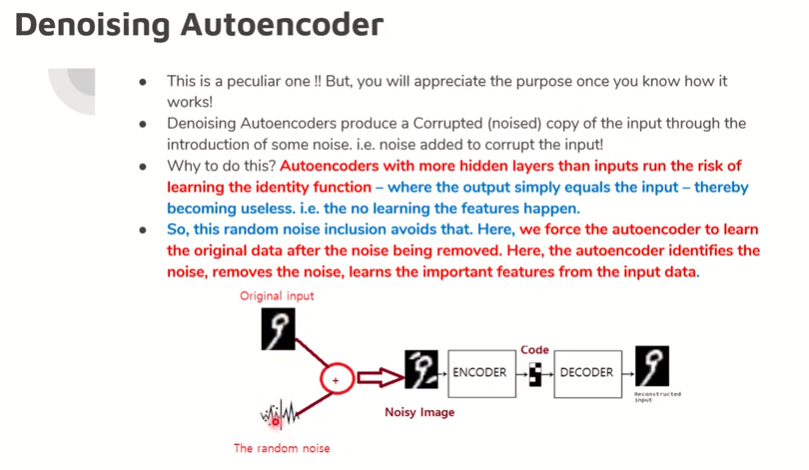 Denoising Autoencoder
● This is a peculiar one !! But, you will appreciate the purpose once you know how it
works!
● Denoising Autoencoders produce a Corrupted (noised) copy of the input through the
introduction of some noise. i.e. noise added to corrupt the input!
● Why to do this? Autoencoders with more hidden layers than inputs run the risk of
learning the identity function – where the output simply equals the input – thereby
becoming useless. i.e. the no learning the features happen.
● So, this random noise inclusion avoids that. Here, we force the autoencoder to learn
the original data after the noise being removed. Here, the autoencoder identifies the
noise, removes the noise, learns the important features from the input data.
Original input
9
+
Code
ENCODER
DECODER
9
Reconstructed
input
Noisy Image
The random noise